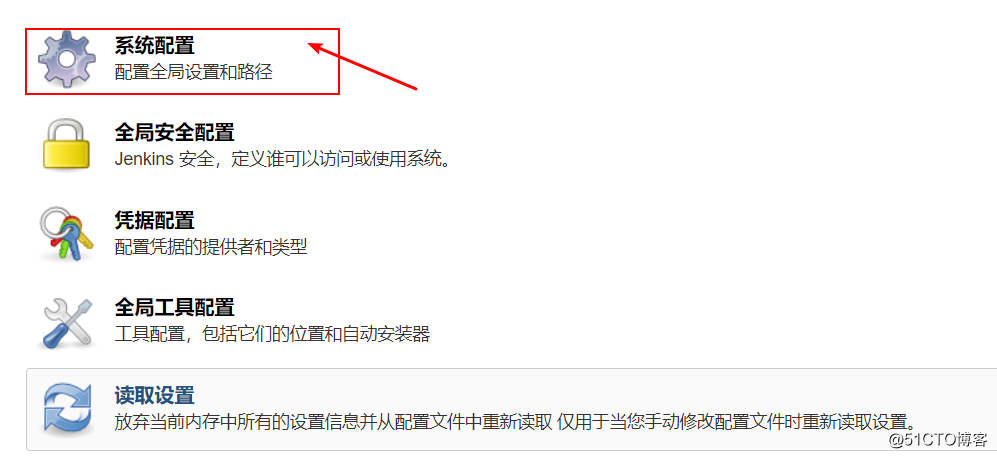 系统配置
配置全局设置和路径
全局安全配置
Jenkins 安全，定义谁可以访问或使用系统。
凭据配置
配置凭据的提供者和类型
全局工具配置
工具配置，包括它们的位置和自动安装器
读取设置
放弃当前内存中所有的设置信息并从配置文件中重新读取 仅用于当您手动修改配置文件时重新读取设置。
@51CTO博客